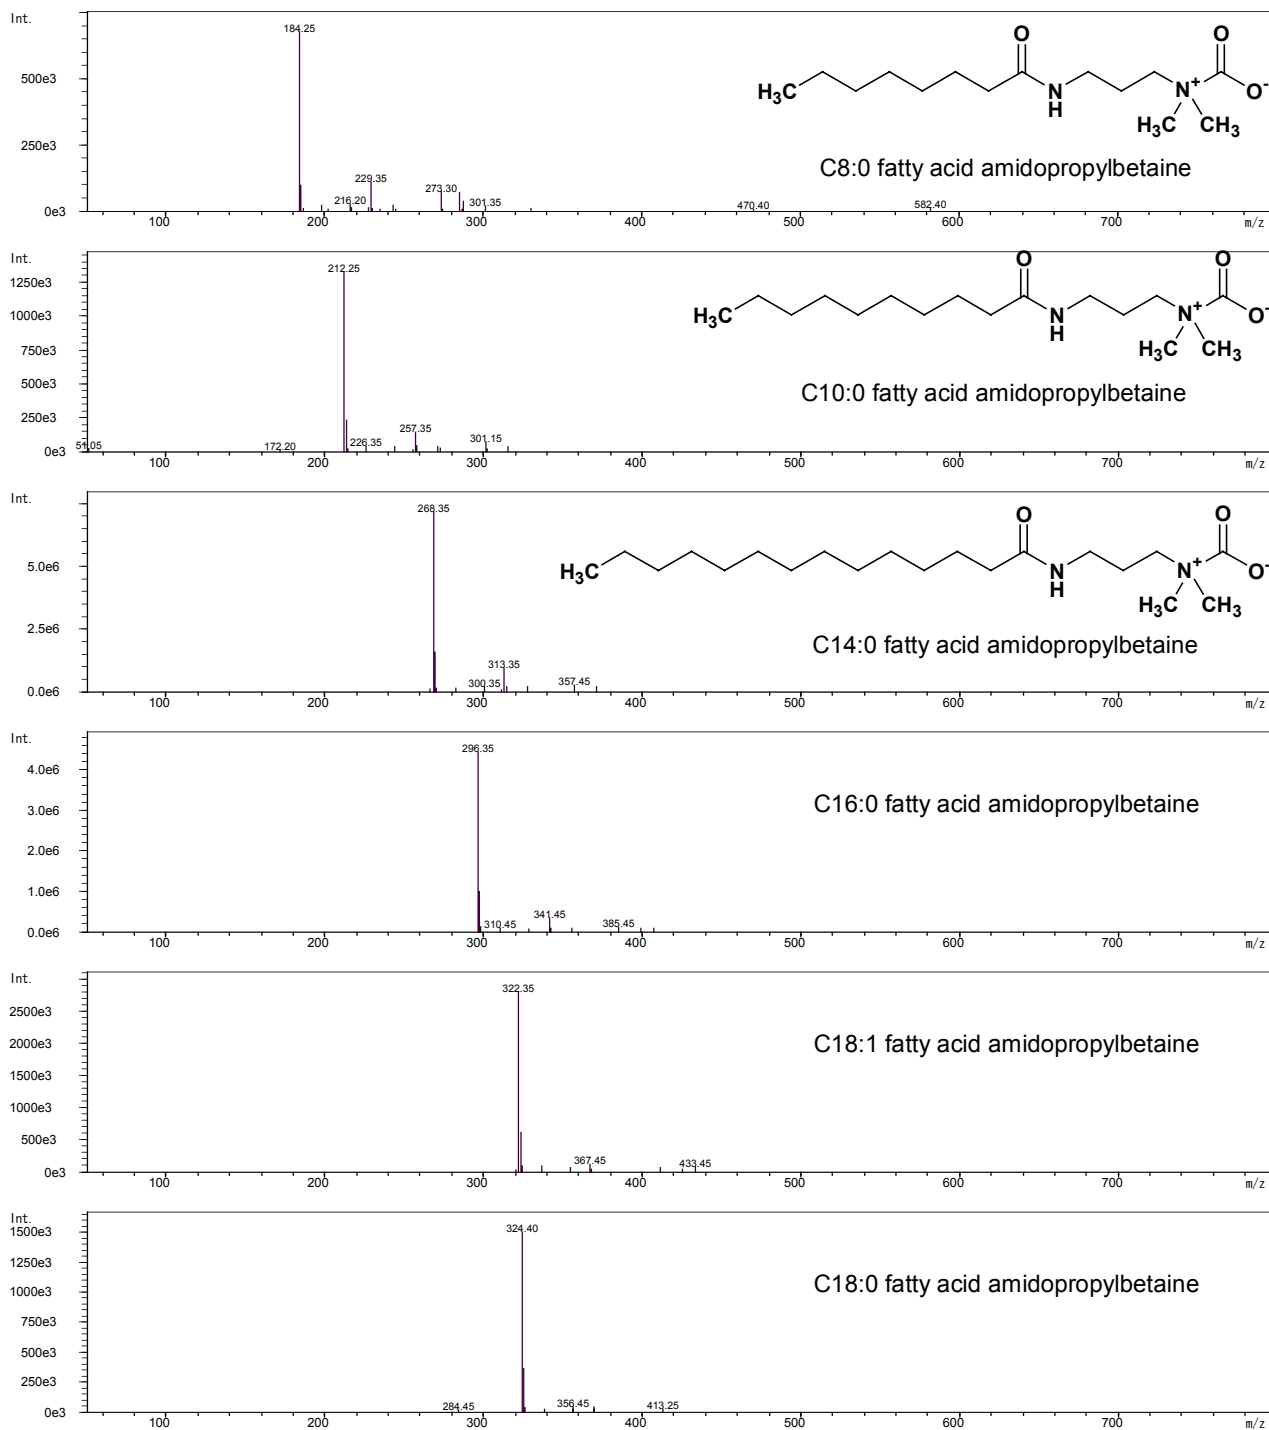 Int.
184.25
500e3
250e3
229.35
273.30
216.20
301.35
470.40
582.40
0e3
100 200 300 400 500 600 700 m/z
O O
H3C N H N+ O-
H3C CH3
C8:0 fatty acid amidopropylbetaine
Int.
212.25
1250e3
1000e3
750e3
500e3
250e3
257.35
301.15
51.05
172.20
226.35
0e3
100 200 300 400 500 600 700 m/z
O O
H3C N H N+ O-
H3C CH3
C10:0 fatty acid amidopropylbetaine
Int.
268.35
5.0e6
2.5e6
313.35
300.35
357.45
0.0e6
100 200 300 400 500 600 700 m/z
O O
H3C N H N+ O-
H3C CH3
C14:0 fatty acid amidopropylbetaine
Int.
296.35
4.0e6
3.0e6
2.0e6
1.0e6
341.45
310.45
385.45
0.0e6
100 200 300 400 500 600 700 m/z
C16:0 fatty acid amidopropylbetaine
Int.
322.35
2500e3
2000e3
1500e3
1000e3
500e3
367.45
433.45
0e3
100 200 300 400 500 600 700 m/z
C18:1 fatty acid amidopropylbetaine
Int.
324.40
1500e3
1250e3
1000e3
750e3
500e3
250e3
284.45
356.45
413.25
0e3
100 200 300 400 500 600 700 m/z
C18:0 fatty acid amidopropylbetaine